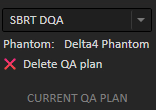 SBRT DQA
Phantom: Delta4 Phantom
Delete QA plan
CURRENT QA PLAN